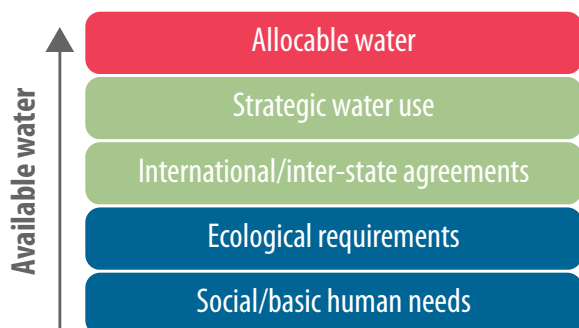 Available water
Allocable water
Strategic water use
International/inter-state agreements
Ecological requirements
Social/basic human needs